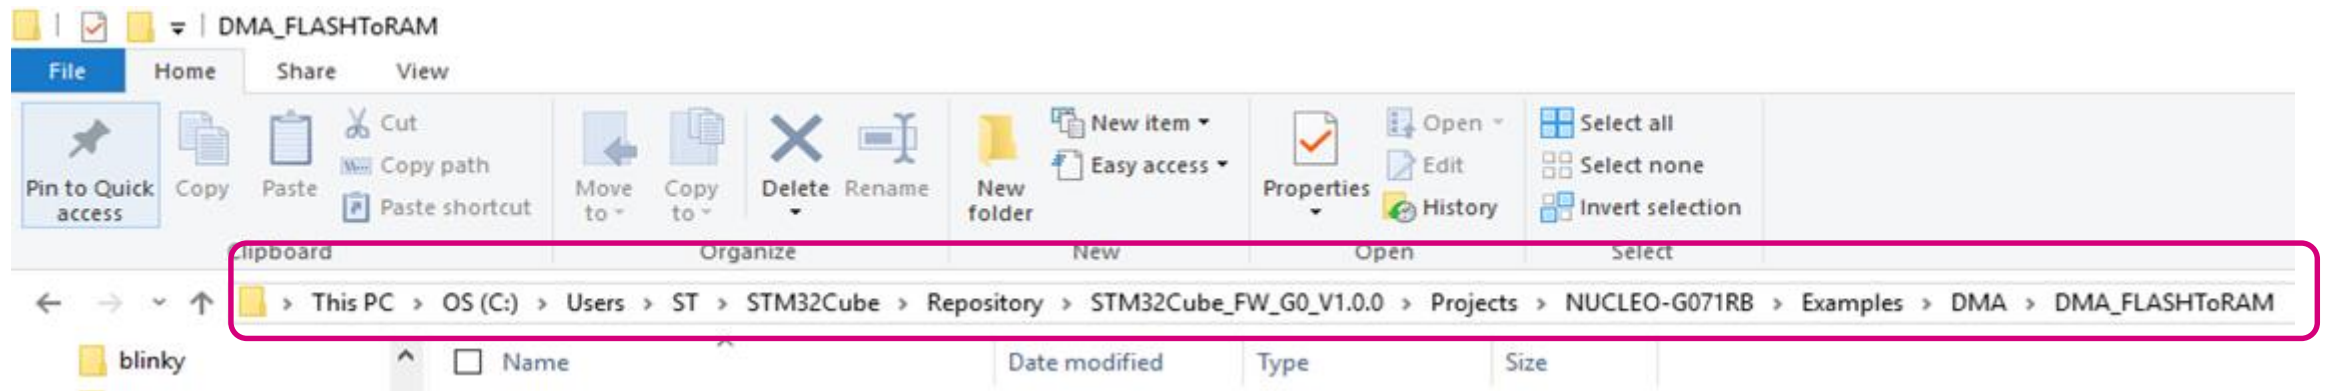 DMA_FLASHToRAM
File Home Share View
Pin to Quick access
Copy
Paste
Cut
Copy path
Paste shortcut
Clipboard
Move to
Copy to
Delete
Rename
Organize
New folder
New item
Easy access
New
Properties
Open
Edit
History
Open
Select all
Select none
Invert selection
Select
This PC > OS (C:) > Users > ST > STM32Cube > Repository > STM32Cube_FW_G0_V1.0.0 > Projects > NUCLEO-G071RB > Examples > DMA > DMA_FLASHToRAM
blinky
Name Date modified Type Size